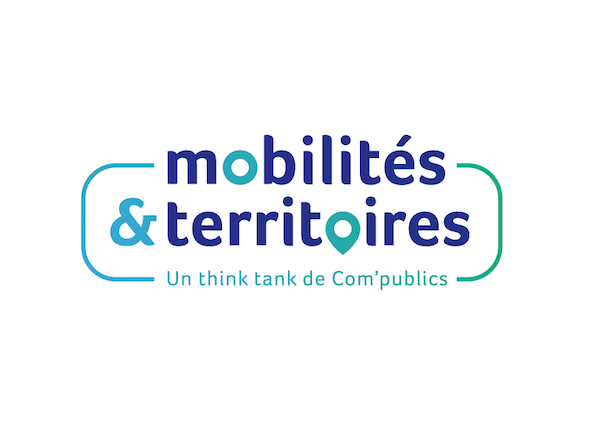 mobilités
& territoires
Un think tank de Com'publics